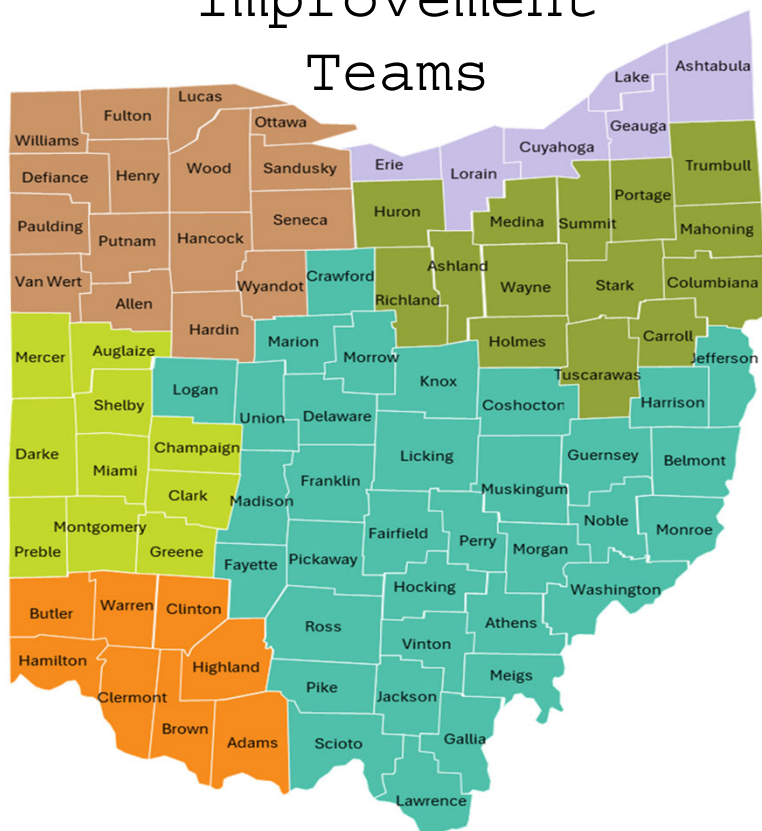 Improvement
Teams
Ashtabula
Lake
Lucas
Fulton
Ottawa
Geauga
Williams
Cuyahoga
Erie
Trumbull
Wood
Sandusky
Lorain
Defiance
Henry
Portage
Huron
Medina
Summit
Seneca
Paulding
Mahoning
Putnam
Hancock
Ashland
Crawford
Van Wert
Wyandot
Wayne
Stark
Columbiana
Richland
Allen
Hardin
Marion
Holmes
Carroll
Mercer
Auglaize
Morrow
Jefferson
Tuscarawas
Knox
Logan
Shelby
Coshocton
Harrison
Union
Delaware
Champaign
Darke
Licking
Guernsey
Belmont
Miami
Franklin
Clark
Madison
Muskingum
Montgomery
Noble
Monroe
Fairfield
Perry
Preble
Greene
Morgan
Fayette
Pickaway
Hocking
Washington
Butler
Warren
Clinton
Ross
Athens
Vinton
Hamilton
Highland
Meigs
Pike
Jackson
Clermont
Brown
Adams
Scioto
Gallia
Lawrence